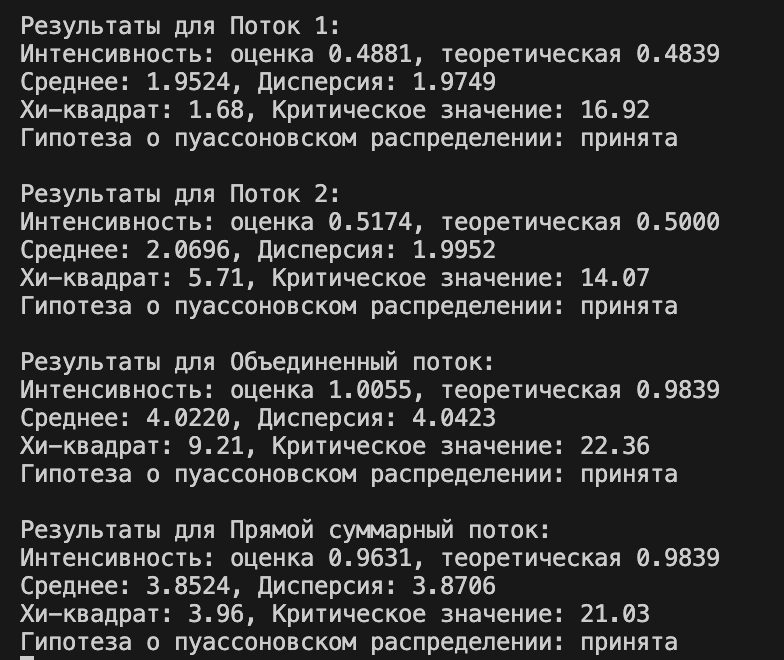 Результаты для Поток 1:
Интенсивность: оценка 0.4881, теоретическая 0.4839
Среднее: 1.9524, Дисперсия: 1.9749
Хи-квадрат: 1.68, Критическое значение: 16.92
Гипотеза о пуассоновском распределении: принята
Результаты для Поток 2:
Интенсивность: оценка 0.5174, теоретическая 0.5000
Среднее: 2.0696, Дисперсия: 1.9952
Хи-квадрат: 5.71, Критическое значение: 14.07
Гипотеза о пуассоновском распределении: принята
Результаты для Объединенный поток:
Интенсивность: оценка 1.0055, теоретическая 0.9839
Среднее: 4.0220, Дисперсия: 4.0423
Хи-квадрат: 9.21, Критическое значение: 22.36
Гипотеза о пуассоновском распределении: принята
Результаты для Прямой суммарный поток:
Интенсивность: оценка 0.9631, теоретическая 0.9839
Среднее: 3.8524, Дисперсия: 3.8706
Хи-квадрат: 3.96, Критическое значение: 21.03
Гипотеза о пуассоновском распределении: принята